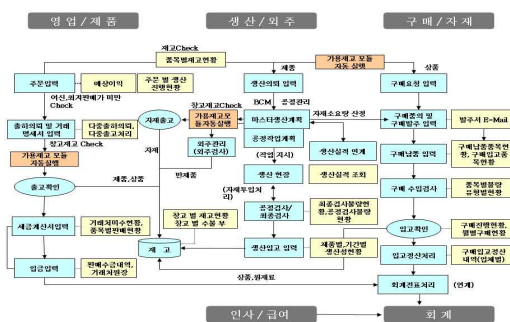 영업/제품
생산/외주
구매/자재
재고Check
품목별재고현황
제품
가용재고 모듈
자동 실행
상품
주문입력
예상이익
주문 별 생산
진행현황
생산의뢰 입력
구매요청 입력
여신,최저판매가 미만
Check
BCM
공정관리
창고재고Check
출하의뢰 및 거래
명세서 입력
다중출하의뢰,
다중출고처리
자재출고
가용재고모듈
자동실행
마스타생산계획
자재소요량 산정
구매품의 및
구매발주 입력
발주서 E-Mail
창고재고 Check
가용재고 모듈
자동실행
자재
외주관리
(외주검사)
공정작업계획
(작업 지시)
생산실적 연계
구매납품 입력
구매납품품목현
황,구매입고품
목현황
제품,상품
반제품
출고확인
생산 현장
생산실적 조회
구매 수입검사
품목별불량
유형별현황
(자재투입처
리)
세금계산서입력
거래처미수현황,
품목별판매현황
창고 별 재고현황
창고 별 수불 부
공정검사/
최종검사
최종검사불량현
황,공정검사불량
현황
입고확인
구매진행현황,
월별구매현황
재 고
생산입고 입력
제품별,기간별
생산성현황
입고정산처리
구매입고정산
내역(업체별)
입금입력
판매수금내역,
거래처원장
상품,원재료
회계전표처리
(연계)
인사/급여
회 계